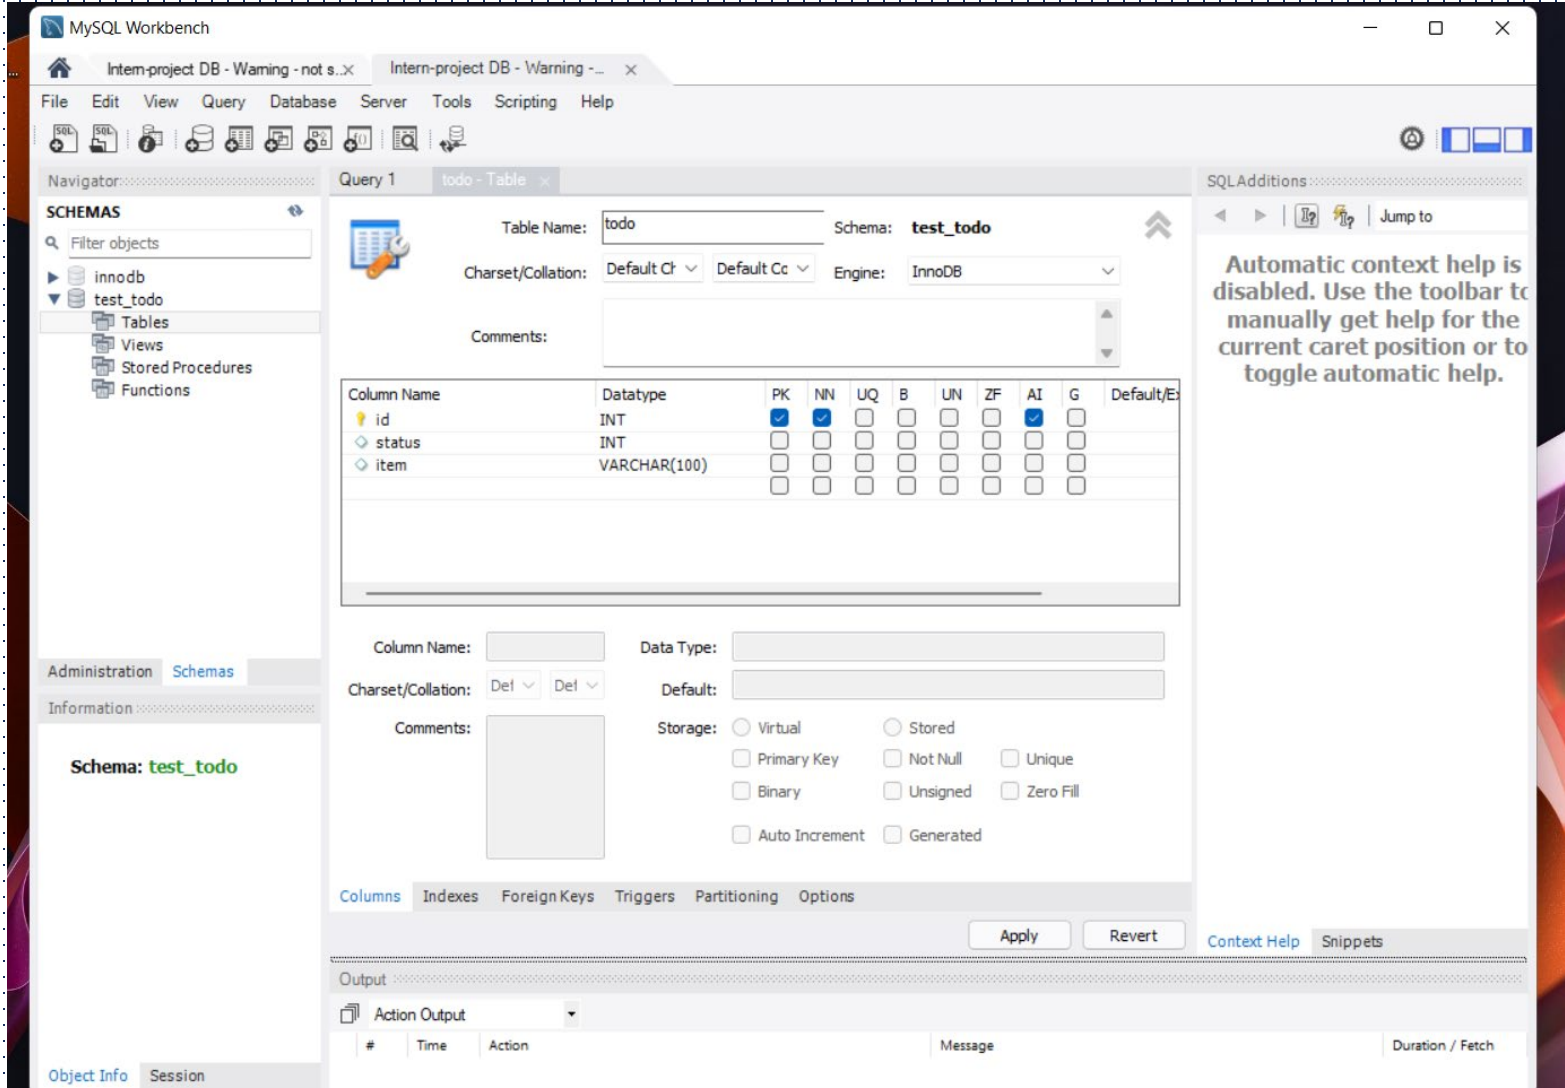 MySQL Workbench
Intern-project DB - Warning - not s...
Intern-project DB - Warning -...
File Edit View Query Database Server Tools Scripting Help
Navigator
SCHEMAS
Filter objects
innodb
test_todo
Tables
Views
Stored Procedures
Functions
Administration Schemas
Information
Schema: test_todo
Object Info Session
Query 1 todo - Table
Table Name: todo Schema: test_todo
Charset/Collation: Default Ch Default Co Engine: InnoDB
Comments:
Column Name Datatype PK NN UQ B UN ZF AI G Default/Ex
id INT
status INT
item VARCHAR(100)
Column Name: Data Type:
Charset/Collation: Def Def Default:
Comments: Storage: Virtual Stored
Primary Key Not Null Unique
Binary Unsigned Zero Fill
Auto Increment Generated
Columns Indexes Foreign Keys Triggers Partitioning Options
Apply Revert
Output
Action Output
# Time Action Message Duration / Fetch
SQLAdditions
Jump to
Automatic context help is
disabled. Use the toolbar to
manually get help for the
current caret position or to
toggle automatic help.
Context Help Snippets